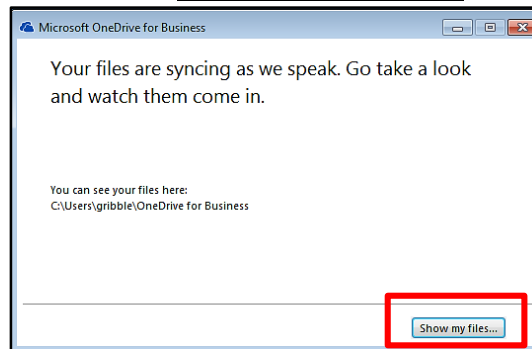 Microsoft OneDrive for Business
Your files are syncing as we speak. Go take a look
and watch them come in.
You can see your files here:
C:\Users\gribble\OneDrive for Business
Show my files...